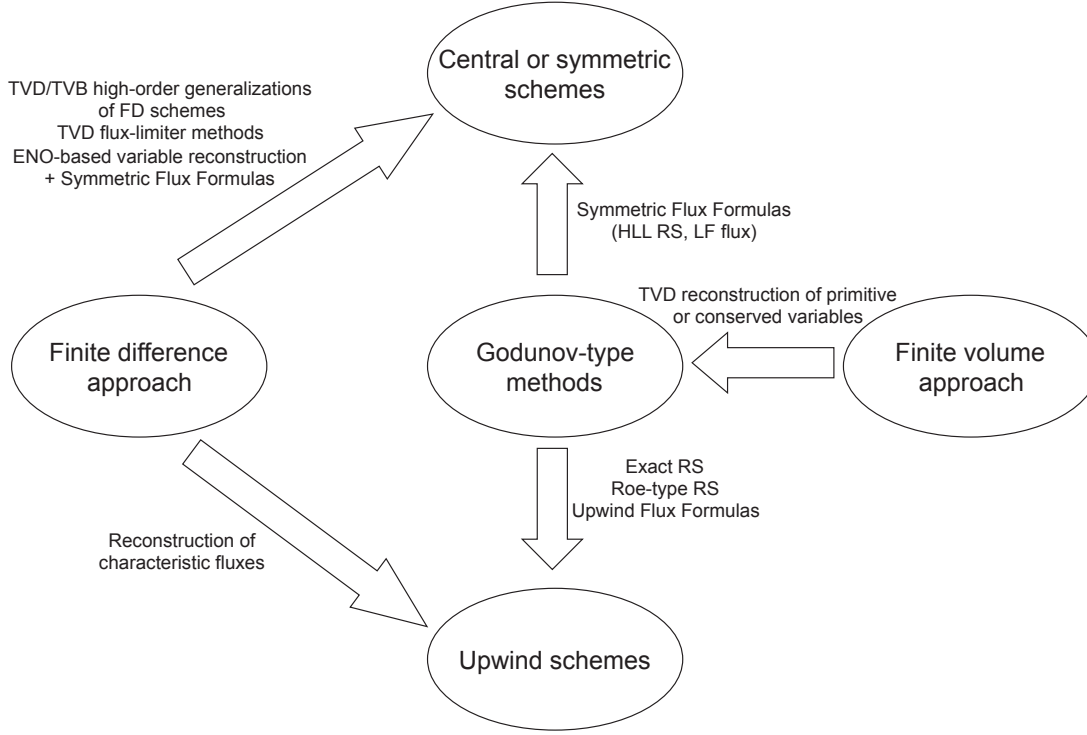 Central or symmetric
schemes
TVD/TVB high-order generalizations
of FD schemes
TVD flux-limiter methods
ENO-based variable reconstruction
+ Symmetric Flux Formulas
Symmetric Flux Formulas
(HLL RS, LF flux)
TVD reconstruction of primitive
or conserved variables
Finite difference
approach
Godunov-type
methods
Finite volume
approach
Exact RS
Roe-type RS
Upwind Flux Formulas
Reconstruction of
characteristic fluxes
Upwind schemes